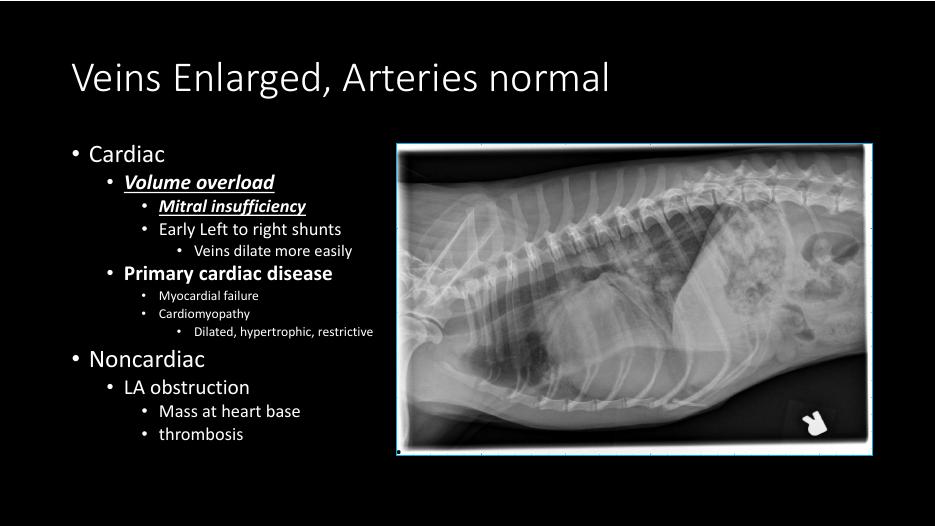 Veins Enlarged, Arteries normal
• Cardiac
• Volume overload
• Mitral insufficiency
• Early Left to right shunts
• Veins dilate more easily
• Primary cardiac disease
• Myocardial failure
• Cardiomyopathy
• Dilated, hypertrophic, restrictive
• Noncardiac
• LA obstruction
• Mass at heart base
• thrombosis